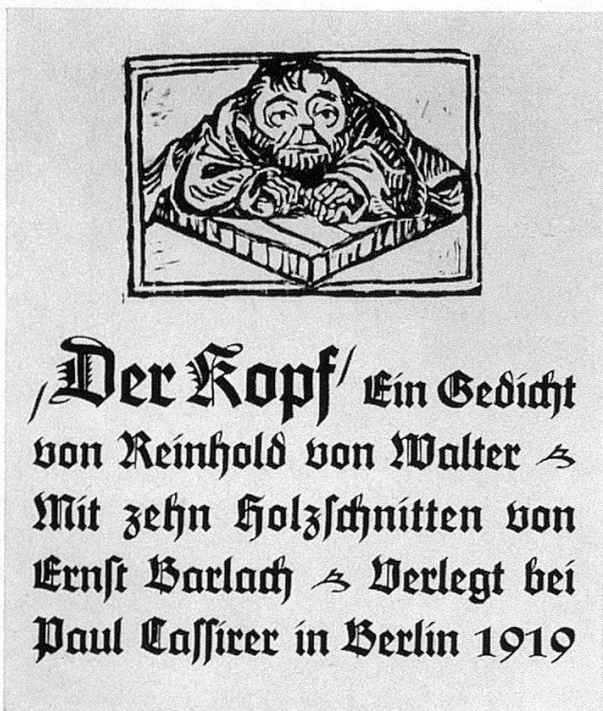 /Der Kopf/ Ein Gedicht
von Reinhold von Walter
Mit zehn Holzſchnitten von
Ernſt Barlach Verlegt bei
Paul Caſſirer in Berlin 1919